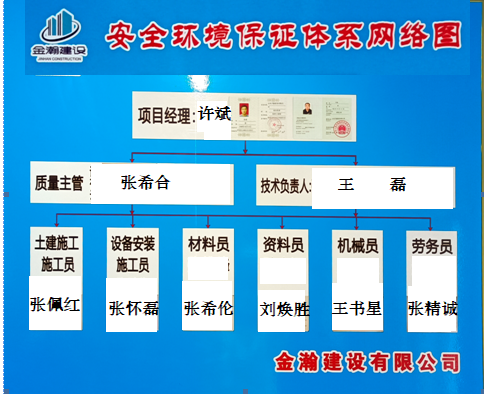 金瀚建设
JINHAN CONSTRUCTION
安全环境保证体系网络图
项目经理：许斌
质量主管 张希合
技术负责人: 王 磊
土建施工 设备安装 材料员 资料员 机械员 劳务员
施工员 施工员
张佩红 张怀磊 张希伦 刘焕胜 王书星 张精诚
金瀚建设有限公司